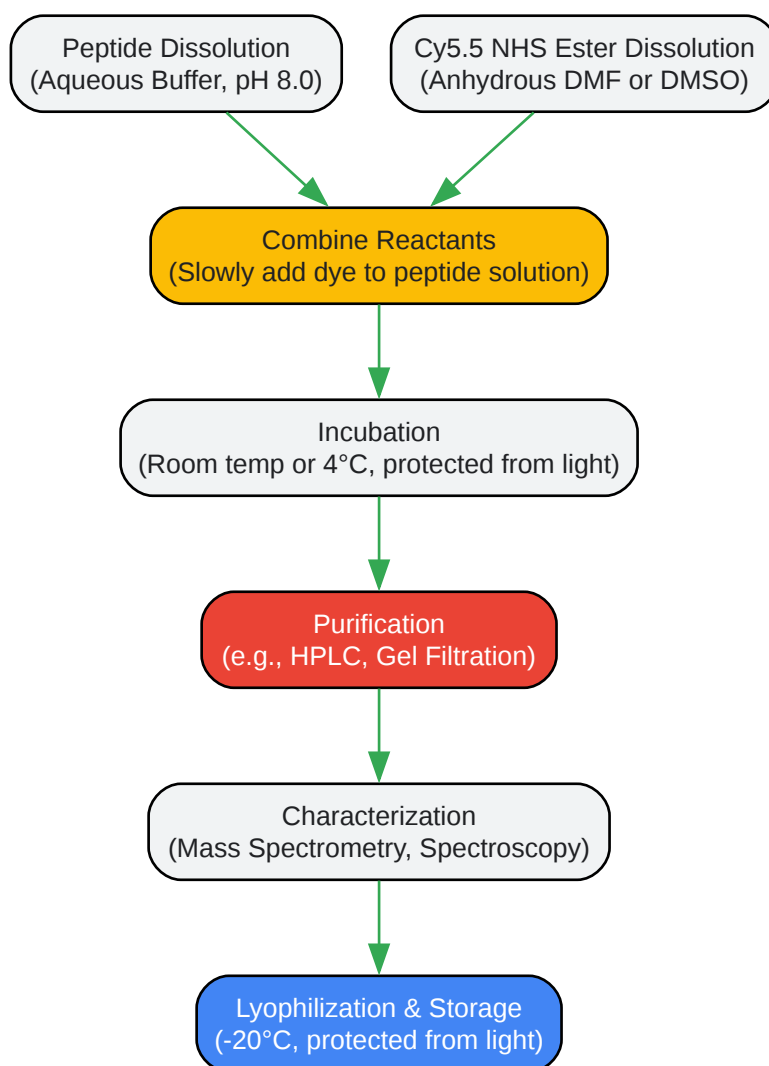 Peptide Dissolution
(Aqueous Buffer, pH 8.0)
Cy5.5 NHS Ester Dissolution
(Anhydrous DMF or DMSO)
Combine Reactants
(Slowly add dye to peptide solution)
Incubation
(Room temp or 4°C, protected from light)
Purification
(e.g., HPLC, Gel Filtration)
Characterization
(Mass Spectrometry, Spectroscopy)
Lyophilization & Storage
(-20°C, protected from light)